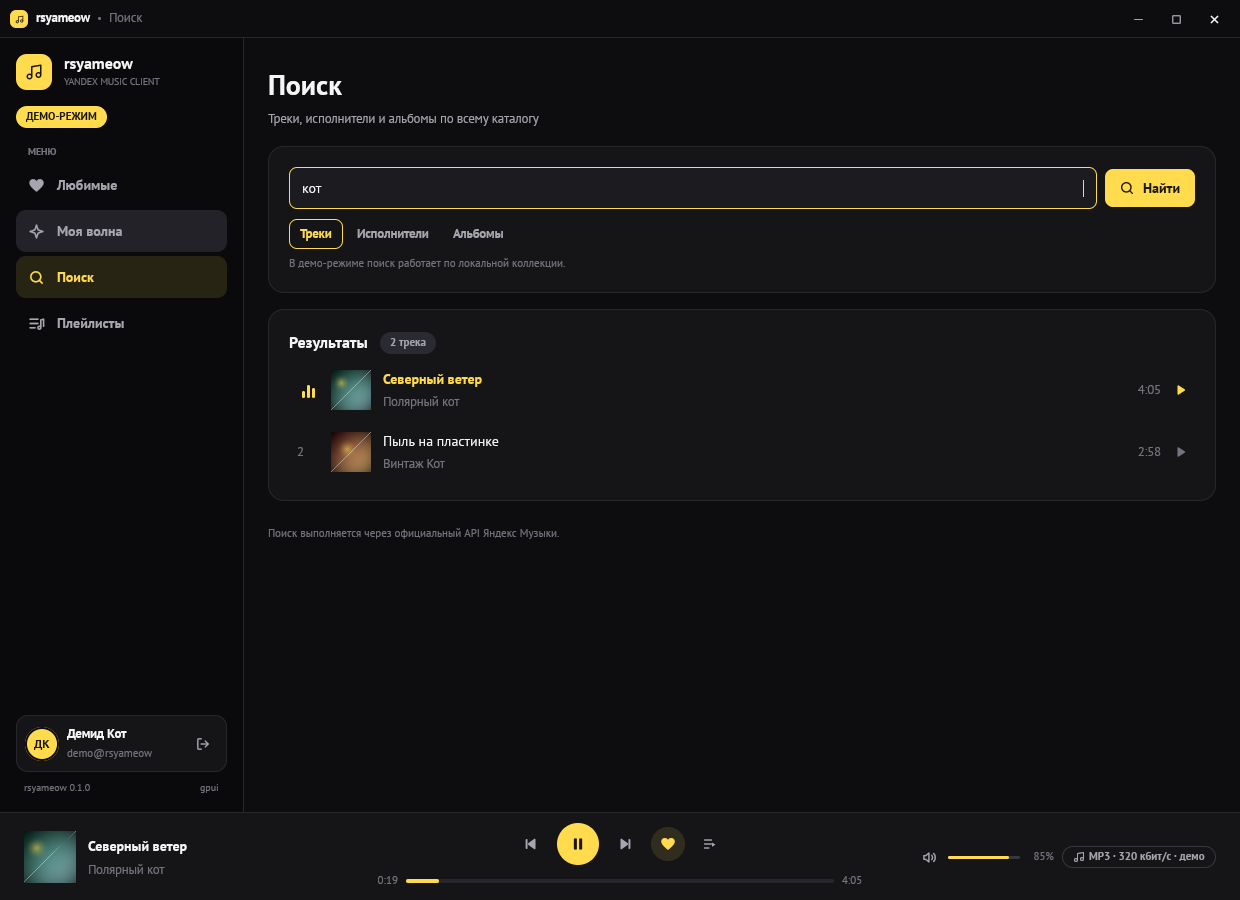 rsyameow • Поиск
rsyameow
YANDEX MUSIC CLIENT
ДЕМО-РЕЖИМ
МЕНЮ
Любимые
Моя волна
Поиск
Плейлисты
Демид Кот
ДК
demo@rsyameow
rsyameow 0.1.0
gpui
Поиск
Треки, исполнители и альбомы по всему каталогу
кот
Найти
Треки Исполнители Альбомы
В демо-режиме поиск работает по локальной коллекции.
Результаты 2 трека
Северный ветер
4:05
Полярный кот
Пыль на пластинке
2 2:58
Винтаж Кот
Поиск выполняется через официальный API Яндекс Музыки.
Северный ветер
Полярный кот
0:19 4:05
85% MP3 · 320 кбит/с · демо